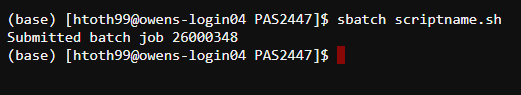 (base) [htoth99@owens-login04 PAS2447]$ sbatch scriptname.sh
Submitted batch job 26000348
(base) [htoth99@owens-login04 PAS2447]$